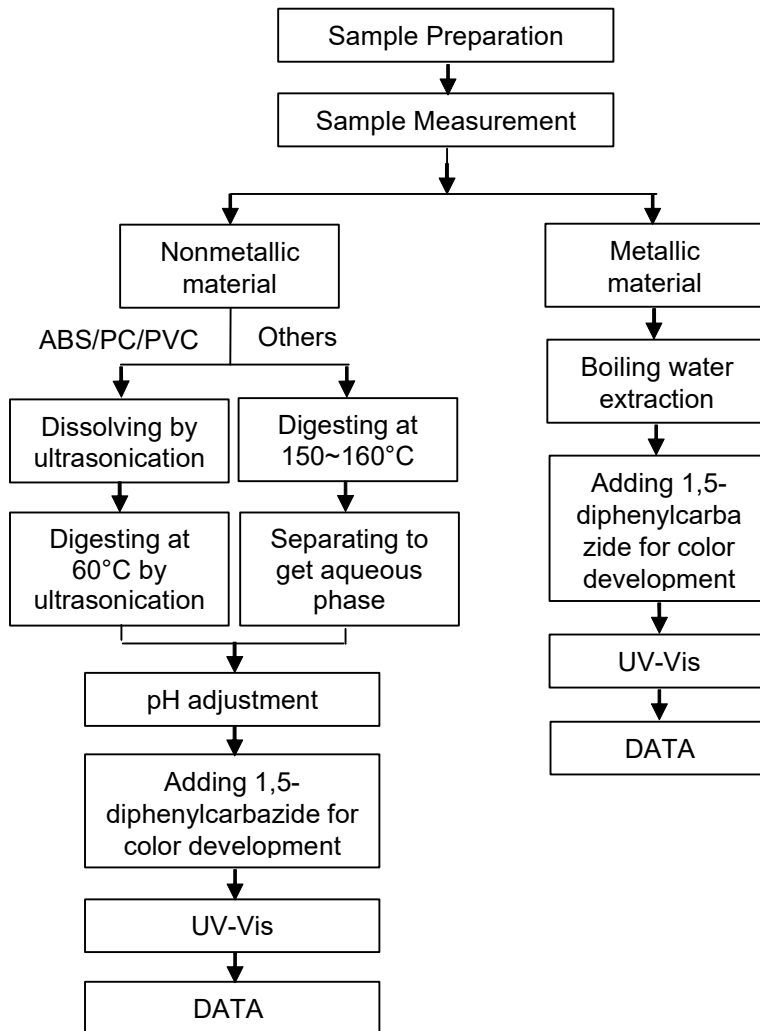 Sample Preparation
Sample Measurement
Nonmetallic
material
Metallic
material
ABS/PC/PVC
Others
Boiling water
extraction
Dissolving by
ultrasonication
Digesting at
150~160°C
Adding 1,5-
diphenylcarba
zide for color
development
Digesting at
60°C by
ultrasonication
Separating to
get aqueous
phase
UV-Vis
pH adjustment
DATA
Adding 1,5-
diphenylcarbazide for
color development
UV-Vis
DATA